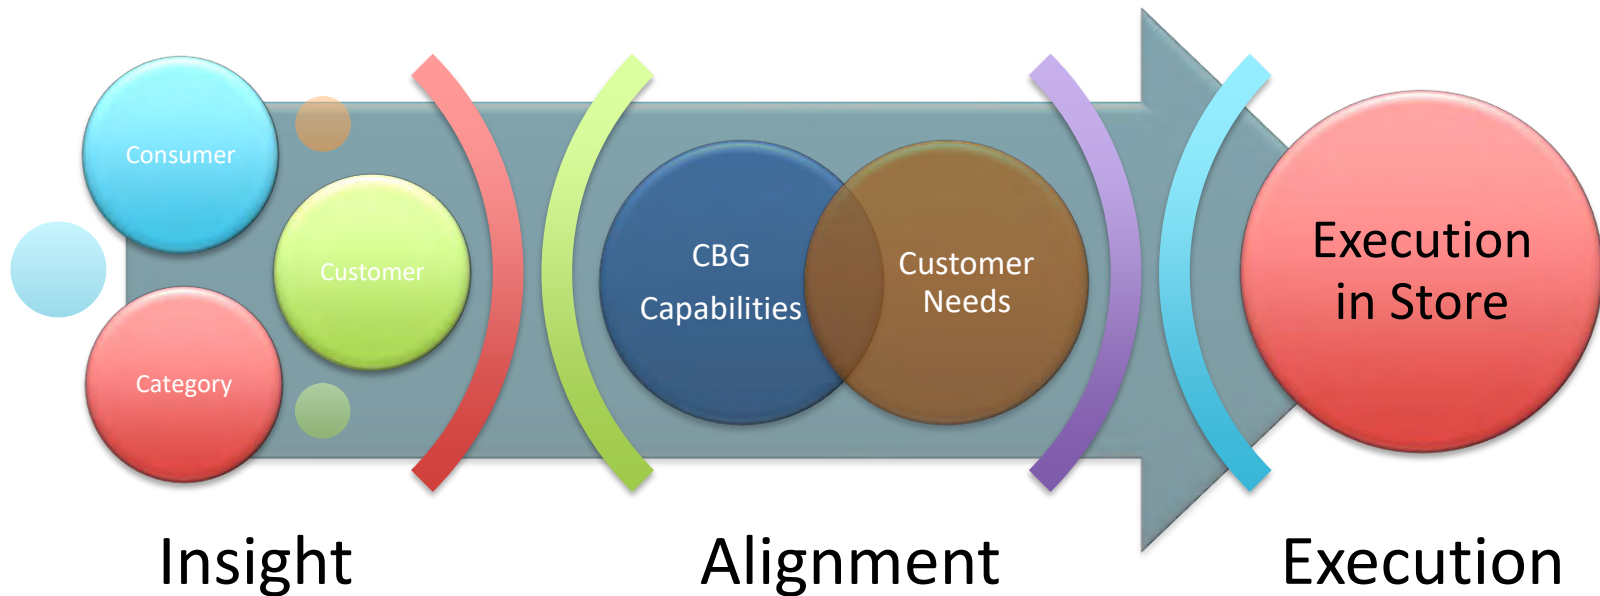 Consumer
Customer
Category
CBG
Capabilities
Customer
Needs
Execution
in Store
Insight
Alignment
Execution